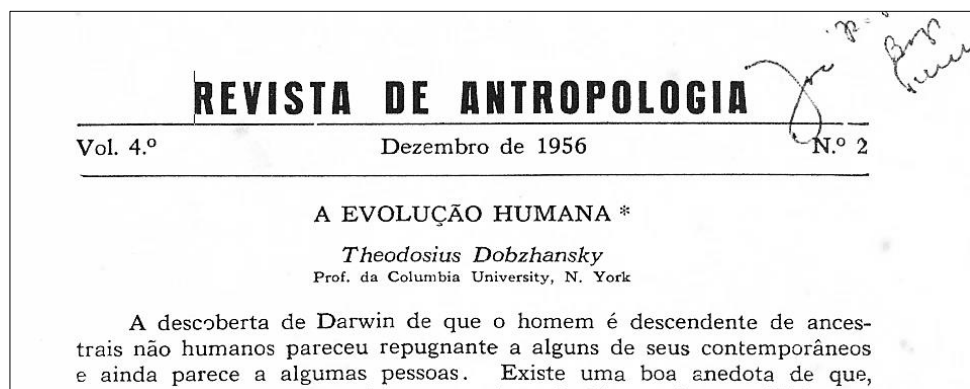 REVISTA DE ANTROPOLOGIA
Vol. 4.º Dezembro de 1956 N.º 2
A EVOLUÇÃO HUMANA *
Theodosius Dobzhansky
Prof. da Columbia University, N. York
A descoberta de Darwin de que o homem é descendente de ances-
trais não humanos pareceu repugnante a alguns de seus contemporâneos
e ainda parece a algumas pessoas. Existe uma boa anedota de que,